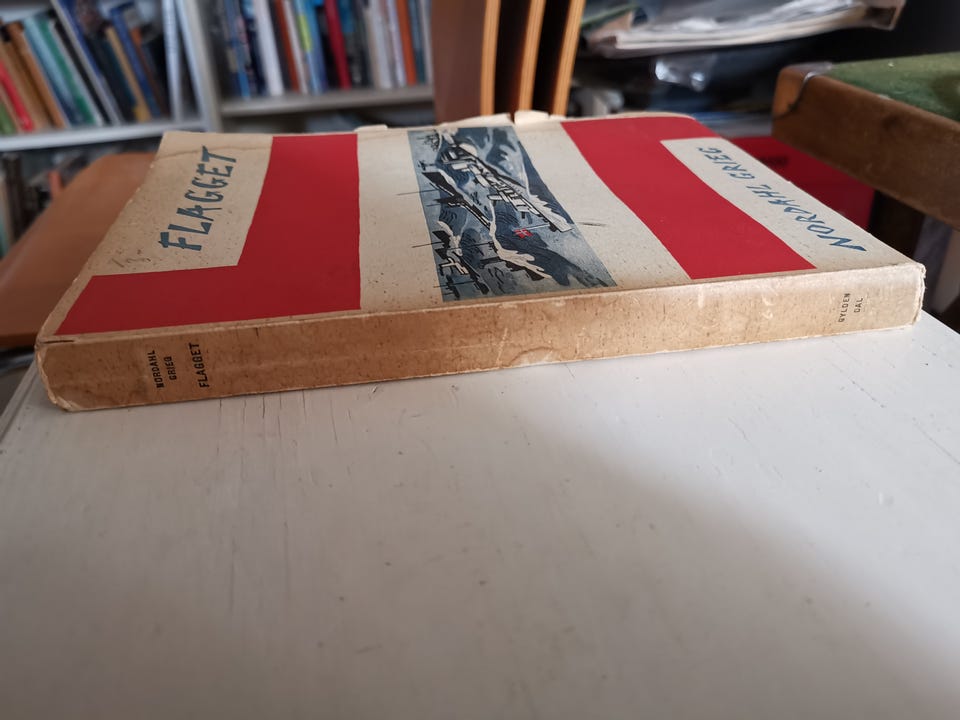 FLAGGET
NORDAHL GRIEG
NORDAHL
GRIEG
FLAGGET
GYLDEN
DAL